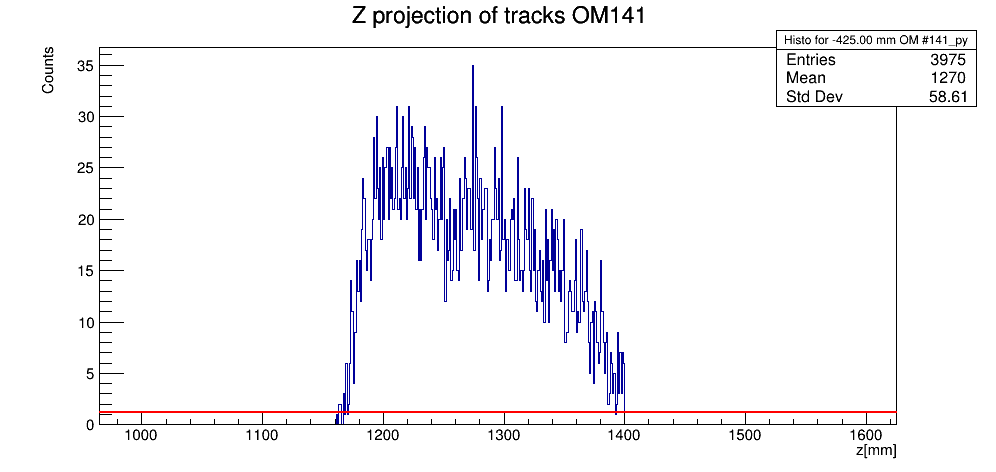 Z projection of tracks OM141
Histo for -425.00 mm OM #141_py
Entries 3975
Mean 1270
Std Dev 58.61
Counts
35
30
25
20
15
10
5
0
1000 1100 1200 1300 1400 1500 1600
z[mm]